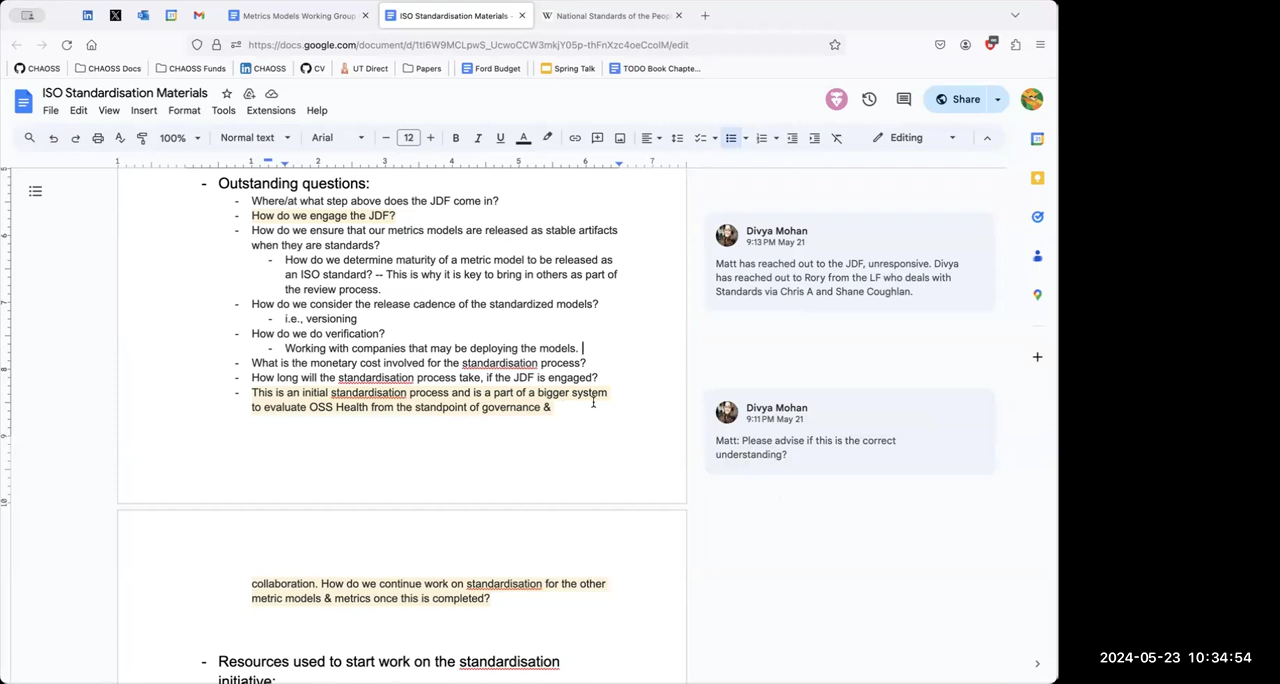 Metrics Models Working Group
ISO Standardisation Materials -
W National Standards of the Peop
https://docs.google.com/document/d/1tI6W9MCLpwS_UcwoCCW3mkjY05p-thFnXzc4oeCcoIM/edit
CHAOSS
CHAOSS Docs
CHAOSS Funds
CHAOSS
CV
UT Direct
Papers
Ford Budget
Spring Talk
TODO Book Chapte...
ISO Standardisation Materials
File Edit View Insert Format Tools Extensions Help
Share
100% Normal text Arial - 12 + B I U A Editing
1 1 2 3 4 5 6 7
- Outstanding questions:
- Where/at what step above does the JDF come in?
- How do we engage the JDF?
- How do we ensure that our metrics models are released as stable artifacts
when they are standards?
- How do we determine maturity of a metric model to be released as
an ISO standard? -- This is why it is key to bring in others as part of
the review process.
- How do we consider the release cadence of the standardized models?
- i.e., versioning
- How do we do verification?
- Working with companies that may be deploying the models.
- What is the monetary cost involved for the standardisation process?
- How long will the standardisation process take, if the JDF is engaged?
- This is an initial standardisation process and is a part of a bigger system
to evaluate OSS Health from the standpoint of governance &
collaboration. How do we continue work on standardisation for the other
metric models & metrics once this is completed?
- Resources used to start work on the standardisation
initiative:
Divya Mohan
9:13 PM May 21
Matt has reached out to the JDF, unresponsive. Divya
has reached out to Rory from the LF who deals with
Standards via Chris A and Shane Coughlan.
Divya Mohan
9:11 PM May 21
Matt: Please advise if this is the correct
understanding?
2024-05-23 10:34:54